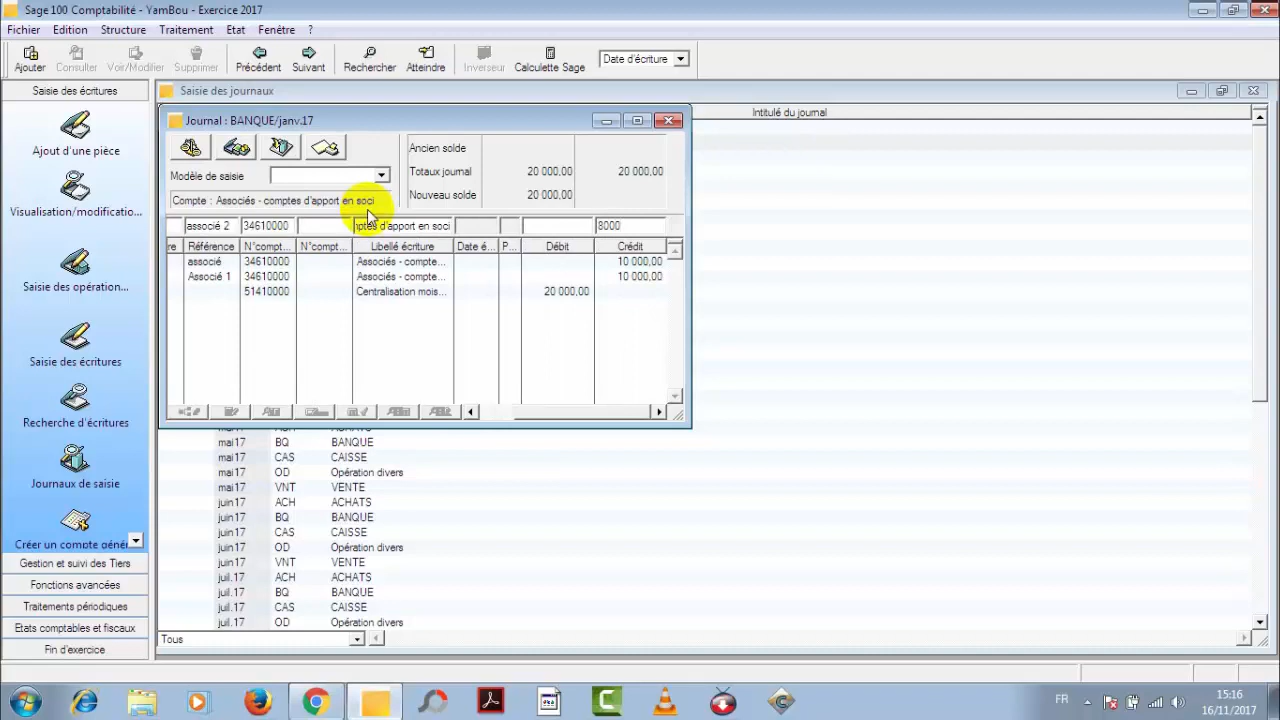 Sage 100 Comptabilité - YamBou - Exercice 2017
Fichier Edition Structure Traitement Etat Fenêtre ?
Ajouter Consulter Voir/Modifier Supprimer Précédent Suivant Rechercher Atteindre Inverseur Calculette Sage Date d'écriture
Saisie des écritures
Ajout d'une pièce
Visualisation/modificatio...
Saisie des opération...
Saisie des écritures
Recherche d'écritures
Journaux de saisie
Créer un compte génér
Gestion et suivi des Tiers
Fonctions avancées
Traitements périodiques
Etats comptables et fiscaux
Fin d'exercice
Saisie des journaux
Intitulé du journal
Journal : BANQUE/janv.17
Modèle de saisie
Compte : Associés - comptes d'apport en soci
Ancien solde
Totaux journal 20 000,00 20 000,00
Nouveau solde 20 000,00
associé 2 34610000 nptes d'apport en soci 8000
re Référence N°compt... N°compt... Libellé écriture Date é... P... Débit Crédit
associé 34610000 Associés - compte... 10 000,00
Associé 1 34610000 Associés - compte... 10 000,00
51410000 Centralisation mois... 20 000,00
mai17 BQ BANQUE
mai17 CAS CAISSE
mai17 OD Opération divers
mai17 VNT VENTE
juin17 ACH ACHATS
juin17 BQ BANQUE
juin17 CAS CAISSE
juin17 OD Opération divers
juin17 VNT VENTE
juil.17 ACH ACHATS
juil.17 BQ BANQUE
juil.17 CAS CAISSE
juil.17 OD Opération divers
Tous
FR
15:16
16/11/2017